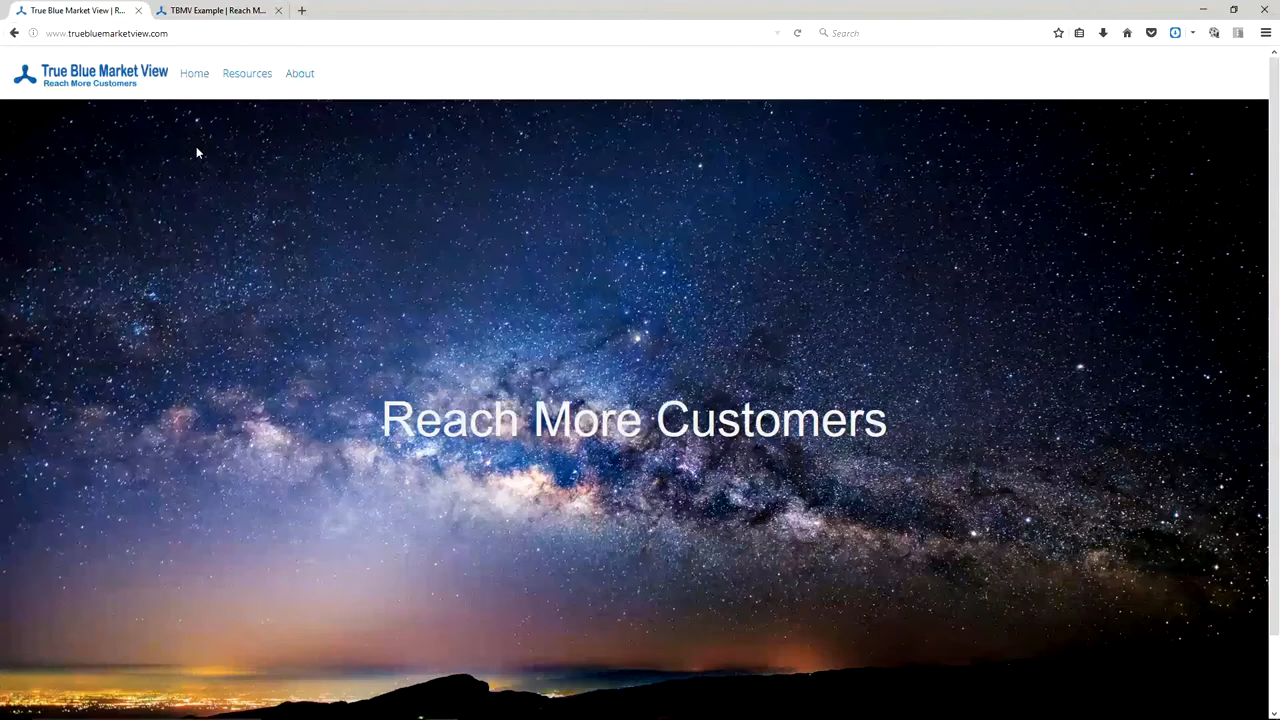 True Blue Market View | R...
TBMV Example | Reach M...
www.truebluemarketview.com
Search
True Blue Market View
Reach More Customers
Home
Resources
About
Reach More Customers